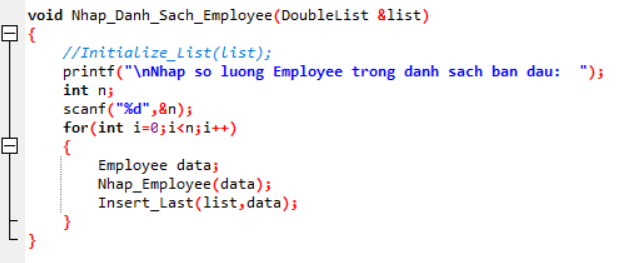 void Nhap_Danh_Sach_Employee(DoubleList &list)
{
    //Initialize_List(list);
    printf("\nNhap so luong Employee trong danh sach ban dau:  ");
    int n;
    scanf("%d",&n);
    for(int i=0;i<n;i++)
    {
        Employee data;
        Nhap_Employee(data);
        Insert_Last(list,data);
    }
}